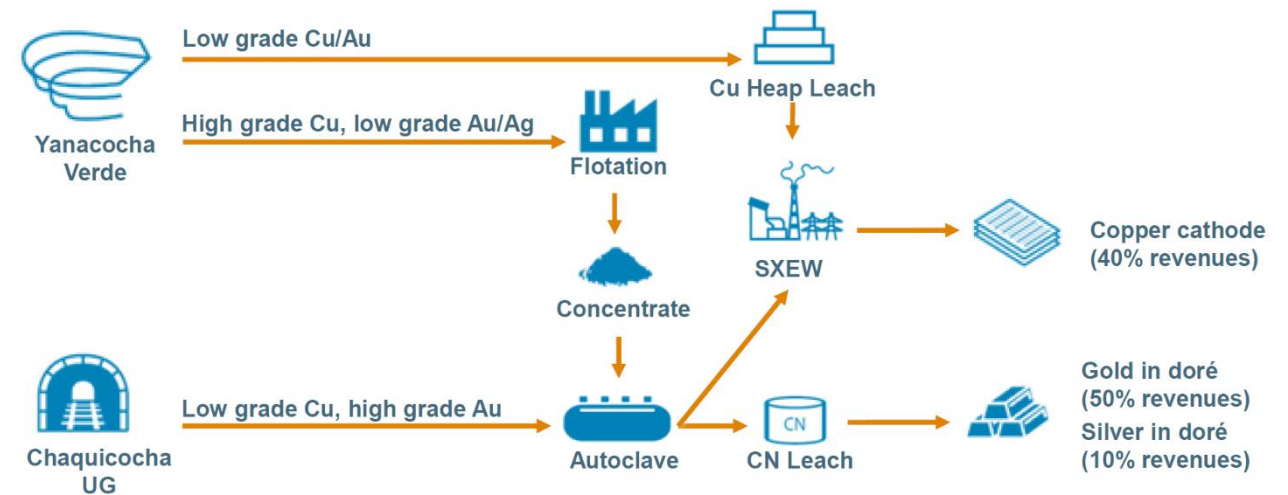 Low grade Cu/Au
Cu Heap Leach
Yanacocha
Verde
High grade Cu, low grade Au/Ag
Flotation
SXEW
Copper cathode
(40% revenues)
Concentrate
Chaquicocha
UG
Low grade Cu, high grade Au
Autoclave
CN
CN Leach
Gold in doré
(50% revenues)
Silver in doré
(10% revenues)